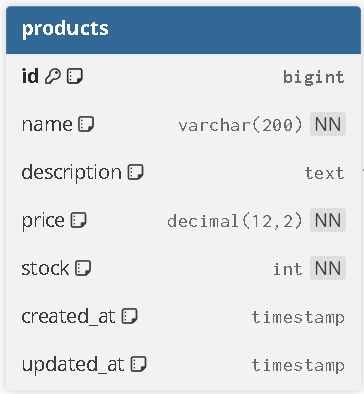 products
id bigint
name varchar(200) NN
description text
price decimal(12,2) NN
stock int NN
created_at timestamp
updated_at timestamp